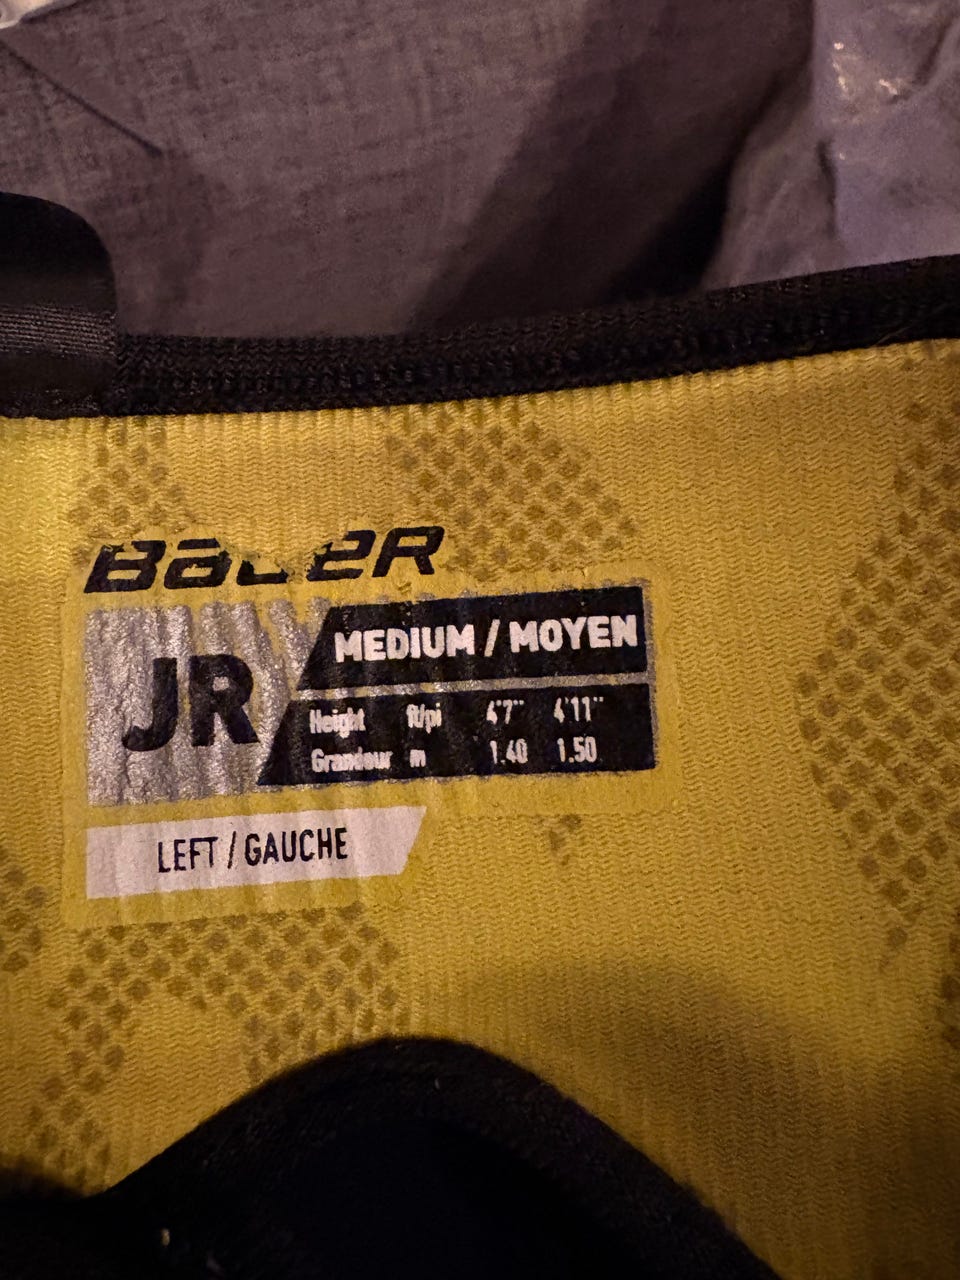 BAUER
JR
MEDIUM / MOYEN
Height ft/pi 4'7" 4'11"
Grandeur m 1.40 1.50
LEFT / GAUCHE